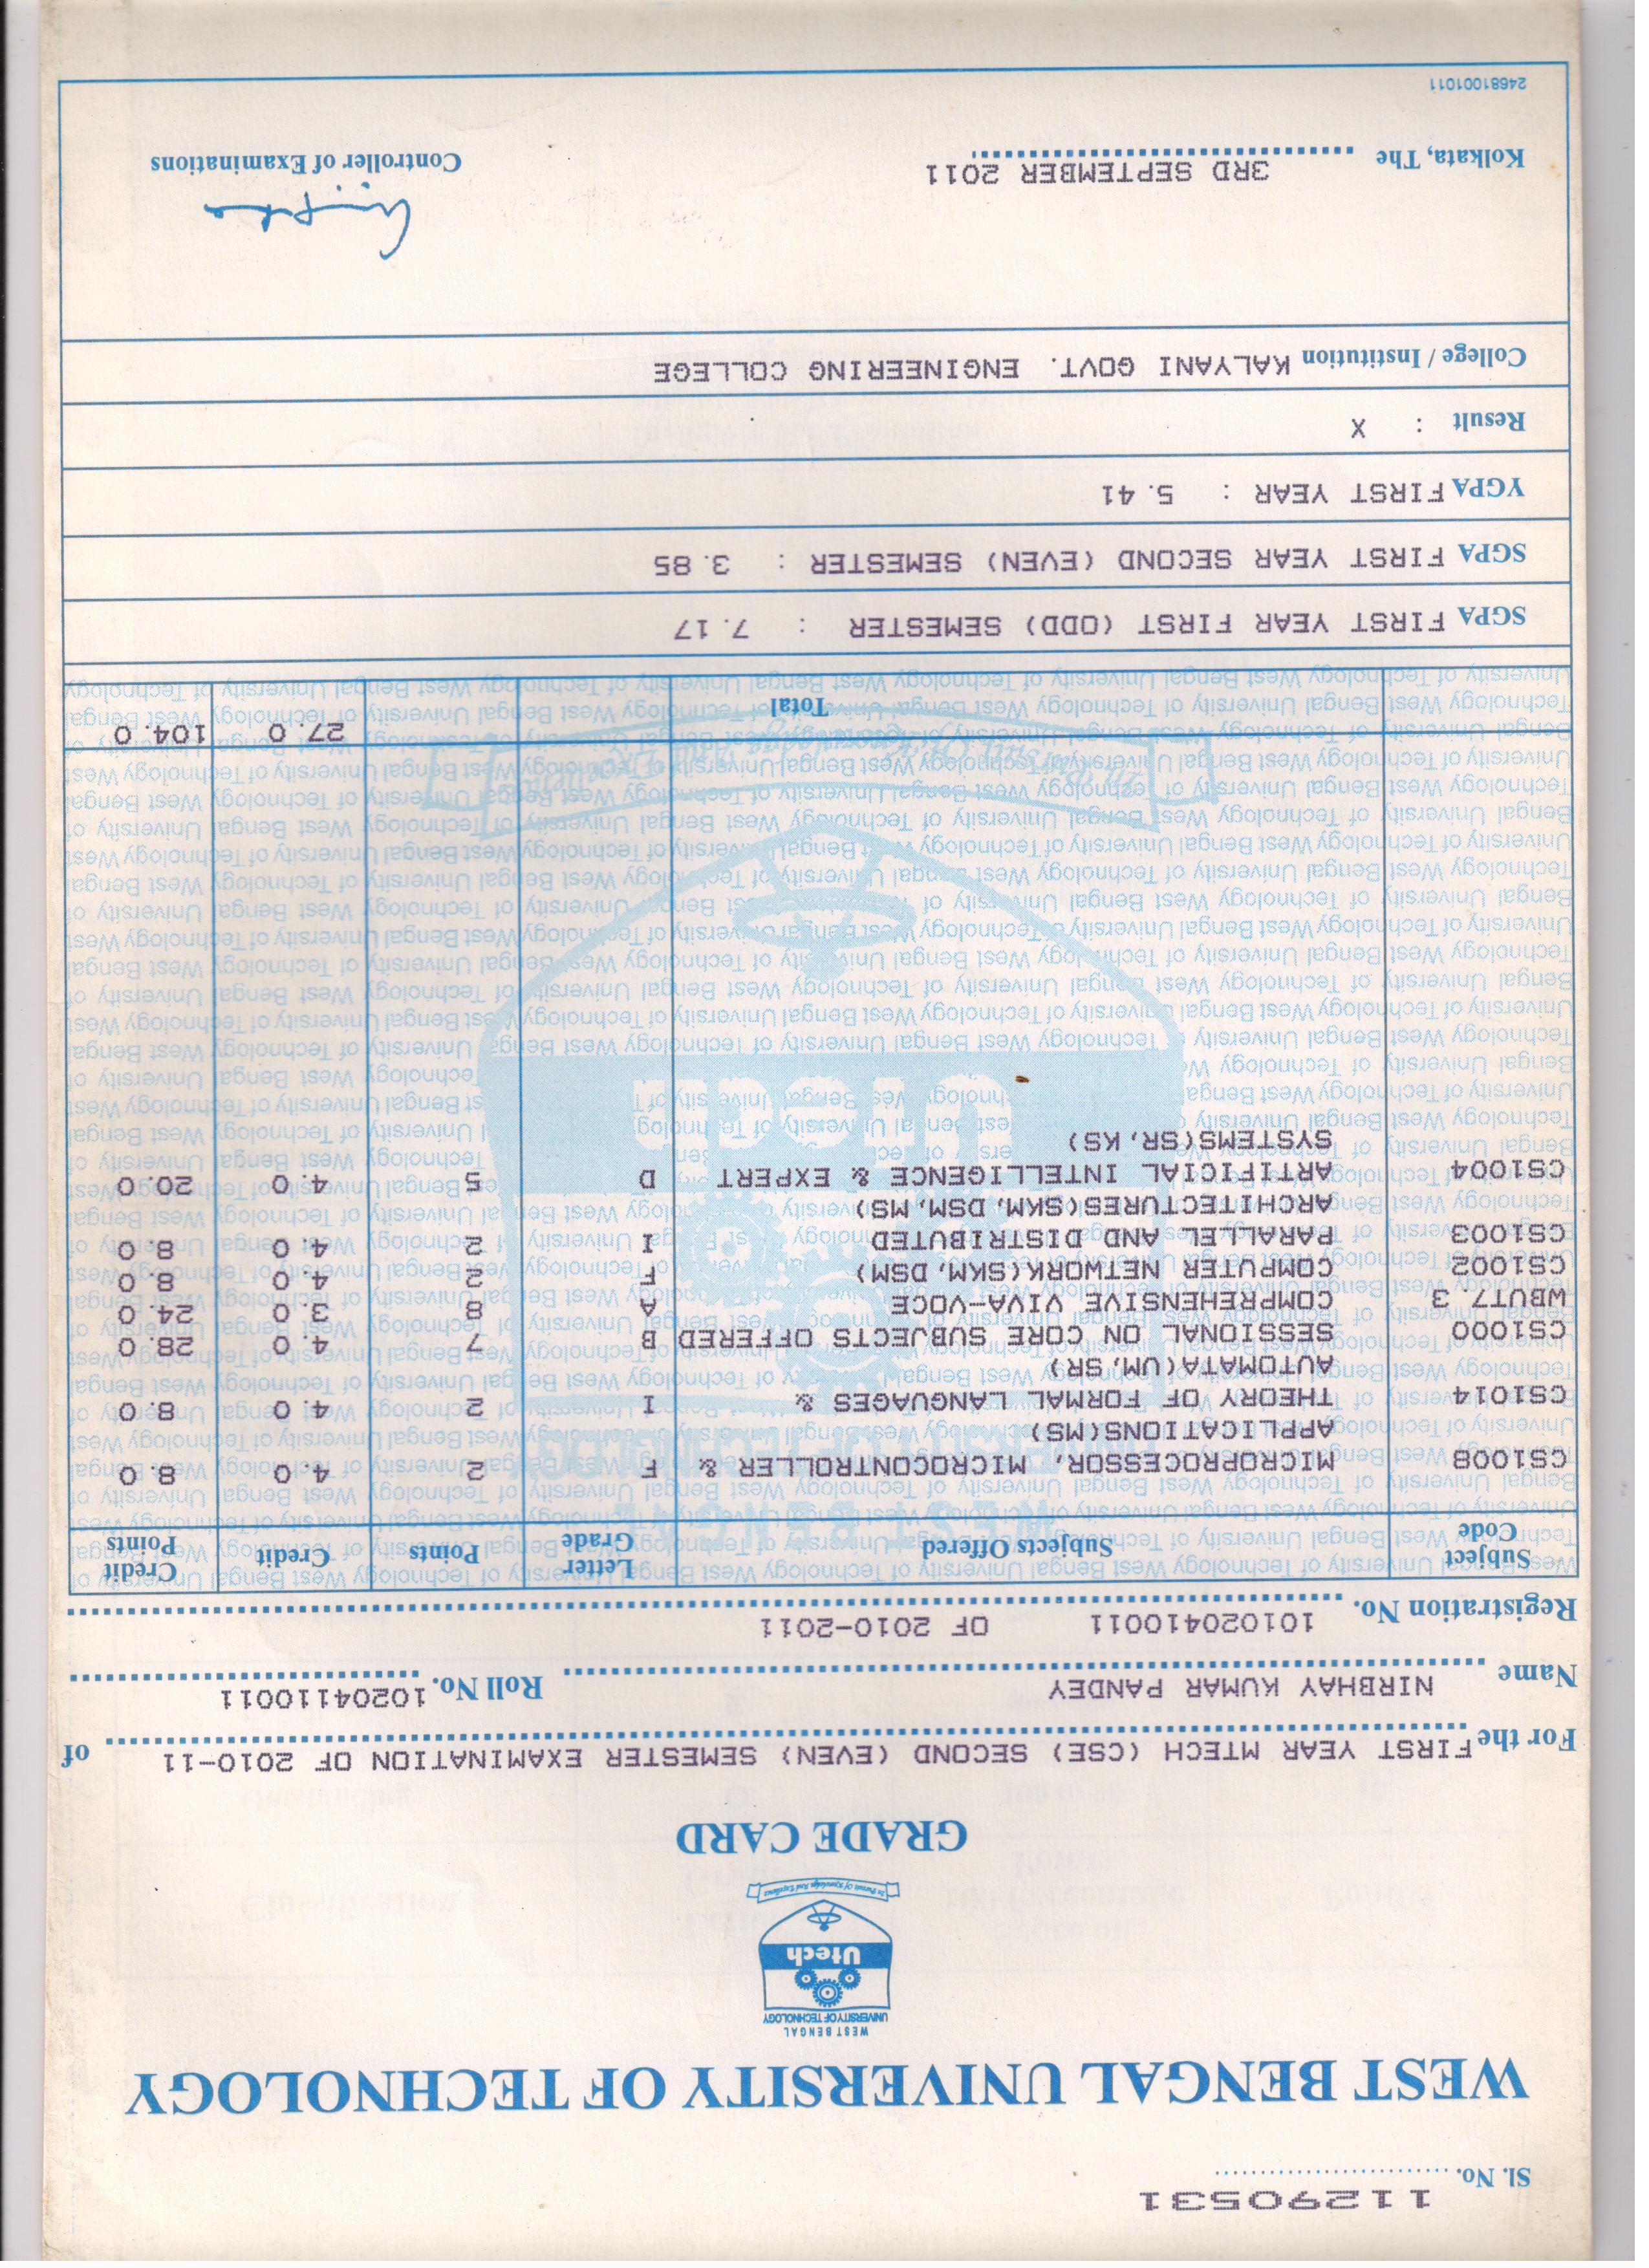 Sl. No. 11290531
WEST BENGAL UNIVERSITY OF TECHNOLOGY
WEST BENGAL
UNIVERSITY OF TECHNOLOGY
Utech
In Pursuit Of Knowledge And Excellence
GRADE CARD
For the FIRST YEAR MTECH (CSE) SECOND (EVEN) SEMESTER EXAMINATION OF 2010-11 of
Name NIRBHAY KUMAR PANDEY Roll No. 10204110011
Registration No. 10102041 0011 OF 2010-2011
Subject Code Subjects Offered Letter Grade Points Credit Credit Points
CS1008 MICROPROCESSOR, MICROCONTROLLER & F 2 4.0 8.0
APPLICATIONS(MS)
CS1014 THEORY OF FORMAL LANGUAGES & I 2 4.0 8.0
AUTOMATA(UM, SR)
CS1000 SESSIONAL ON CORE SUBJECTS OFFERED B 7 4.0 28.0
WBUT7.3 COMPREHENSIVE VIVA-VOCE A 8 3.0 24.0
CS1002 COMPUTER NETWORK(SKM, DSM) F 2 4.0 8.0
CS1003 PARALLEL AND DISTRIBUTED I 2 4.0 8.0
ARCHITECTURES(SKM, DSM, MS)
CS1004 ARTIFICIAL INTELLIGENCE & EXPERT D 5 4.0 20.0
SYSTEMS(SR, KS)
Total 27.0 104.0
SGPA FIRST YEAR FIRST (ODD) SEMESTER : 7.17
SGPA FIRST YEAR SECOND (EVEN) SEMESTER : 3.85
YGPA FIRST YEAR : 5.41
Result : X
College / Institution KALYANI GOVT. ENGINEERING COLLEGE
Kolkata, The 3RD SEPTEMBER 2011 Controller of Examinations
24681001011